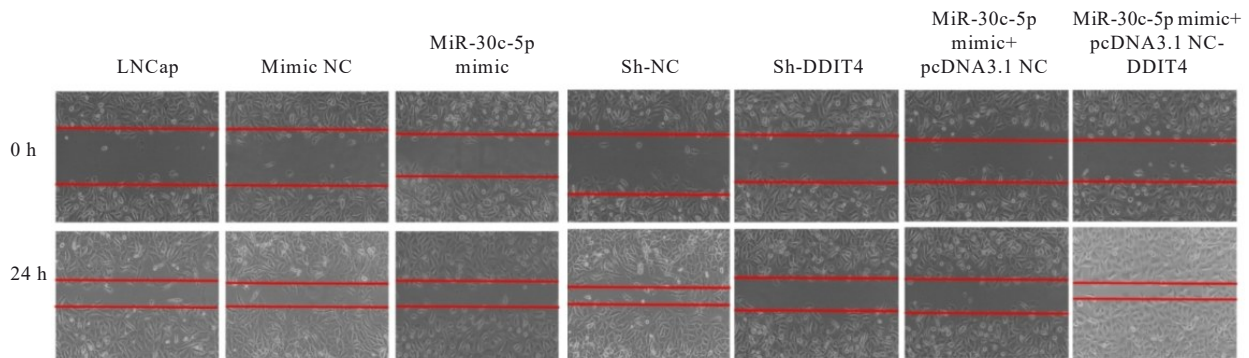 LNCap
Mimic NC
MiR-30c-5p
mimic
Sh-NC
Sh-DDIT4
MiR-30c-5p
mimic+
pcDNA3.1 NC
MiR-30c-5p mimic+
pcDNA3.1 NC-
DDIT4
0 h
24 h